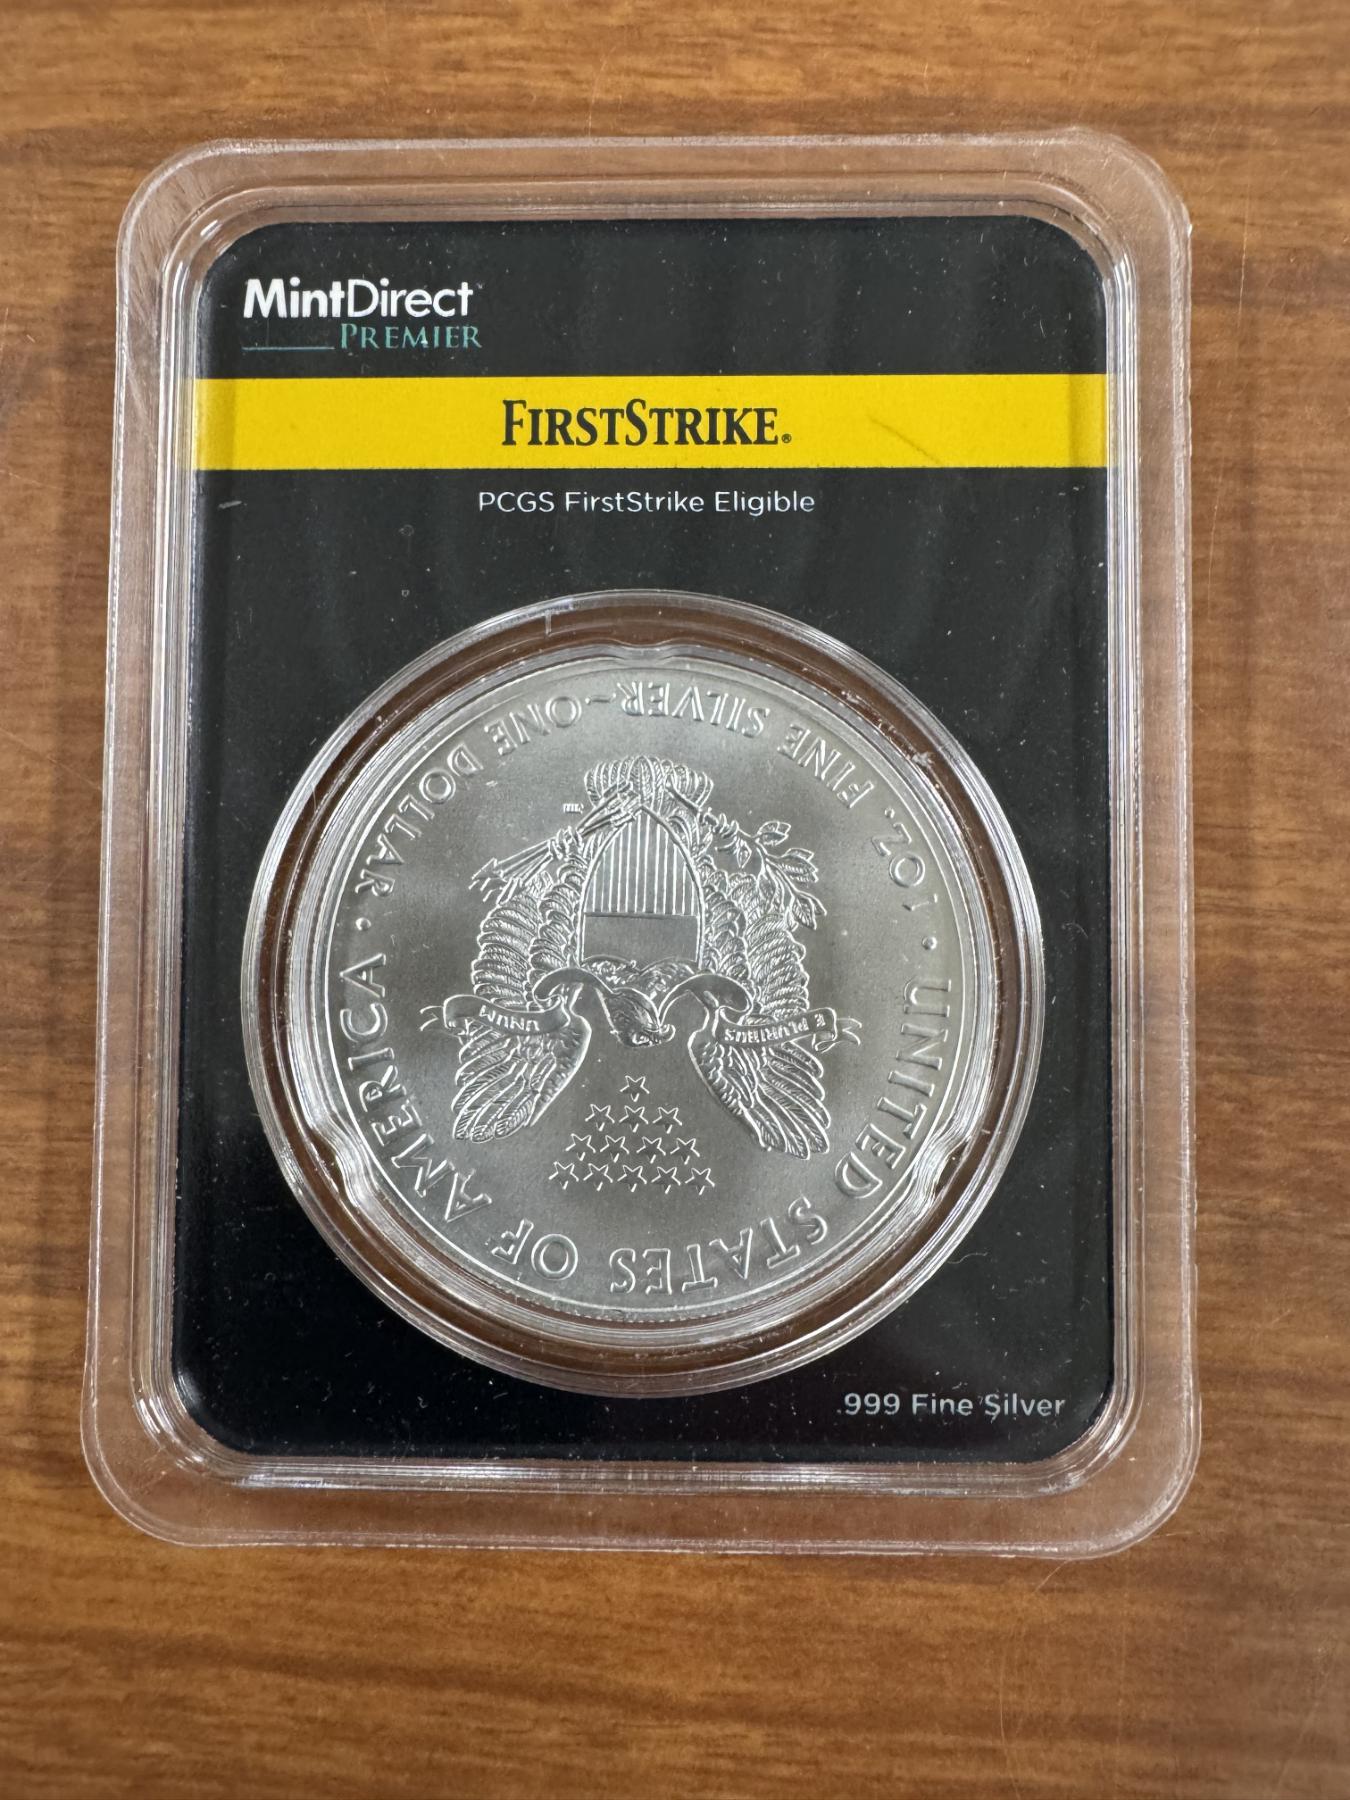 MintDirect™
PREMIER
FIRSTSTRIKE®
PCGS FirstStrike Eligible
UNITED STATES OF AMERICA
· 1 OZ. FINE SILVER~ONE DOLLAR ·
E PLURIBUS UNUM
.999 Fine Silver